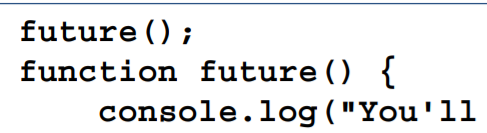 future();
function future() {
    console.log("You'll